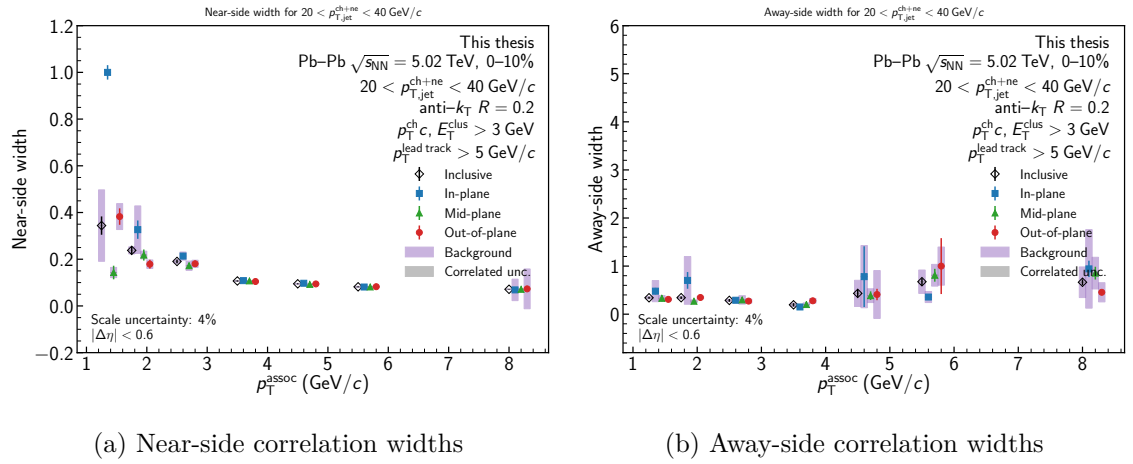 Near-side width for 20 < p_T,jet^ch+ne < 40 GeV/c
This thesis
Pb–Pb √s_NN = 5.02 TeV, 0–10%
20 < p_T,jet^ch+ne < 40 GeV/c
anti–k_T R = 0.2
p_T^ch c, E_T^clus > 3 GeV
p_T^lead track > 5 GeV/c
Inclusive
In-plane
Mid-plane
Out-of-plane
Background
Correlated unc.
Scale uncertainty: 4%
|Δη| < 0.6
Near-side width
1.2
1.0
0.8
0.6
0.4
0.2
0.0
−0.2
1 2 3 4 5 6 7 8
p_T^assoc (GeV/c)
(a) Near-side correlation widths
Away-side width for 20 < p_T,jet^ch+ne < 40 GeV/c
This thesis
Pb–Pb √s_NN = 5.02 TeV, 0–10%
20 < p_T,jet^ch+ne < 40 GeV/c
anti–k_T R = 0.2
p_T^ch c, E_T^clus > 3 GeV
p_T^lead track > 5 GeV/c
Inclusive
In-plane
Mid-plane
Out-of-plane
Background
Correlated unc.
Scale uncertainty: 4%
|Δη| < 0.6
Away-side width
6
5
4
3
2
1
0
1 2 3 4 5 6 7 8
p_T^assoc (GeV/c)
(b) Away-side correlation widths